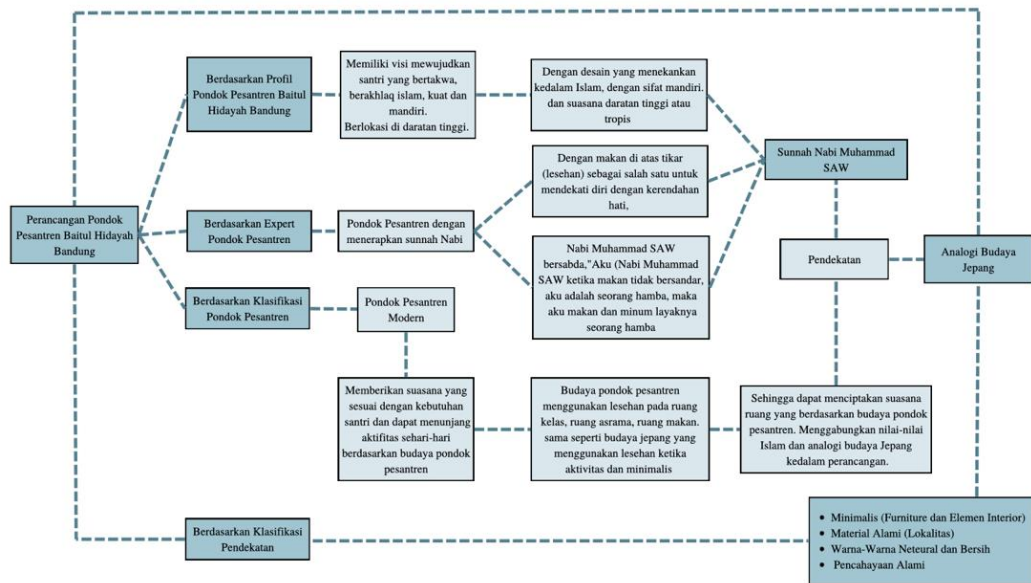 Berdasarkan Profil
Pondok Pesantren Baitul
Hidayah Bandung
Memiliki visi mewujudkan
santri yang bertakwa,
berakhlaq islam, kuat dan
mandiri.
Berlokasi di daratan tinggi.
Dengan desain yang menekankan
kedalam Islam, dengan sifat mandiri.
dan suasana daratan tinggi atau
tropis
Sunnah Nabi Muhammad
SAW
Dengan makan di atas tikar
(lesehan) sebagai salah satu untuk
mendekati diri dengan kerendahan
hati,
Perancangan Pondok
Pesantren Baitul Hidayah
Bandung
Berdasarkan Expert
Pondok Pesantren
Pondok Pesantren dengan
menerapkan sunnah Nabi
Nabi Muhammad SAW
bersabda,"Aku (Nabi Muhammad
SAW ketika makan tidak bersandar,
aku adalah seorang hamba, maka
aku makan dan minum layaknya
seorang hamba
Pendekatan
Analogi Budaya
Jepang
Berdasarkan Klasifikasi
Pondok Pesantren
Pondok Pesantren
Modern
Memberikan suasana yang
sesuai dengan kebutuhan
santri dan dapat menunjang
aktifitas sehari-hari
berdasarkan budaya pondok
pesantren
Budaya pondok pesantren
menggunakan lesehan pada ruang
kelas, ruang asrama, ruang makan.
sama seperti budaya jepang yang
menggunakan lesehan ketika
aktivitas dan minimalis
Sehingga dapat menciptakan suasana
ruang yang berdasarkan budaya pondok
pesantren. Menggabungkan nilai-nilai
Islam dan analogi budaya Jepang
kedalam perancangan.
Berdasarkan Klasifikasi
Pendekatan
• Minimalis (Furniture dan Elemen Interior)
• Material Alami (Lokalitas)
• Warna-Warna Neteural dan Bersih
• Pencahayaan Alami